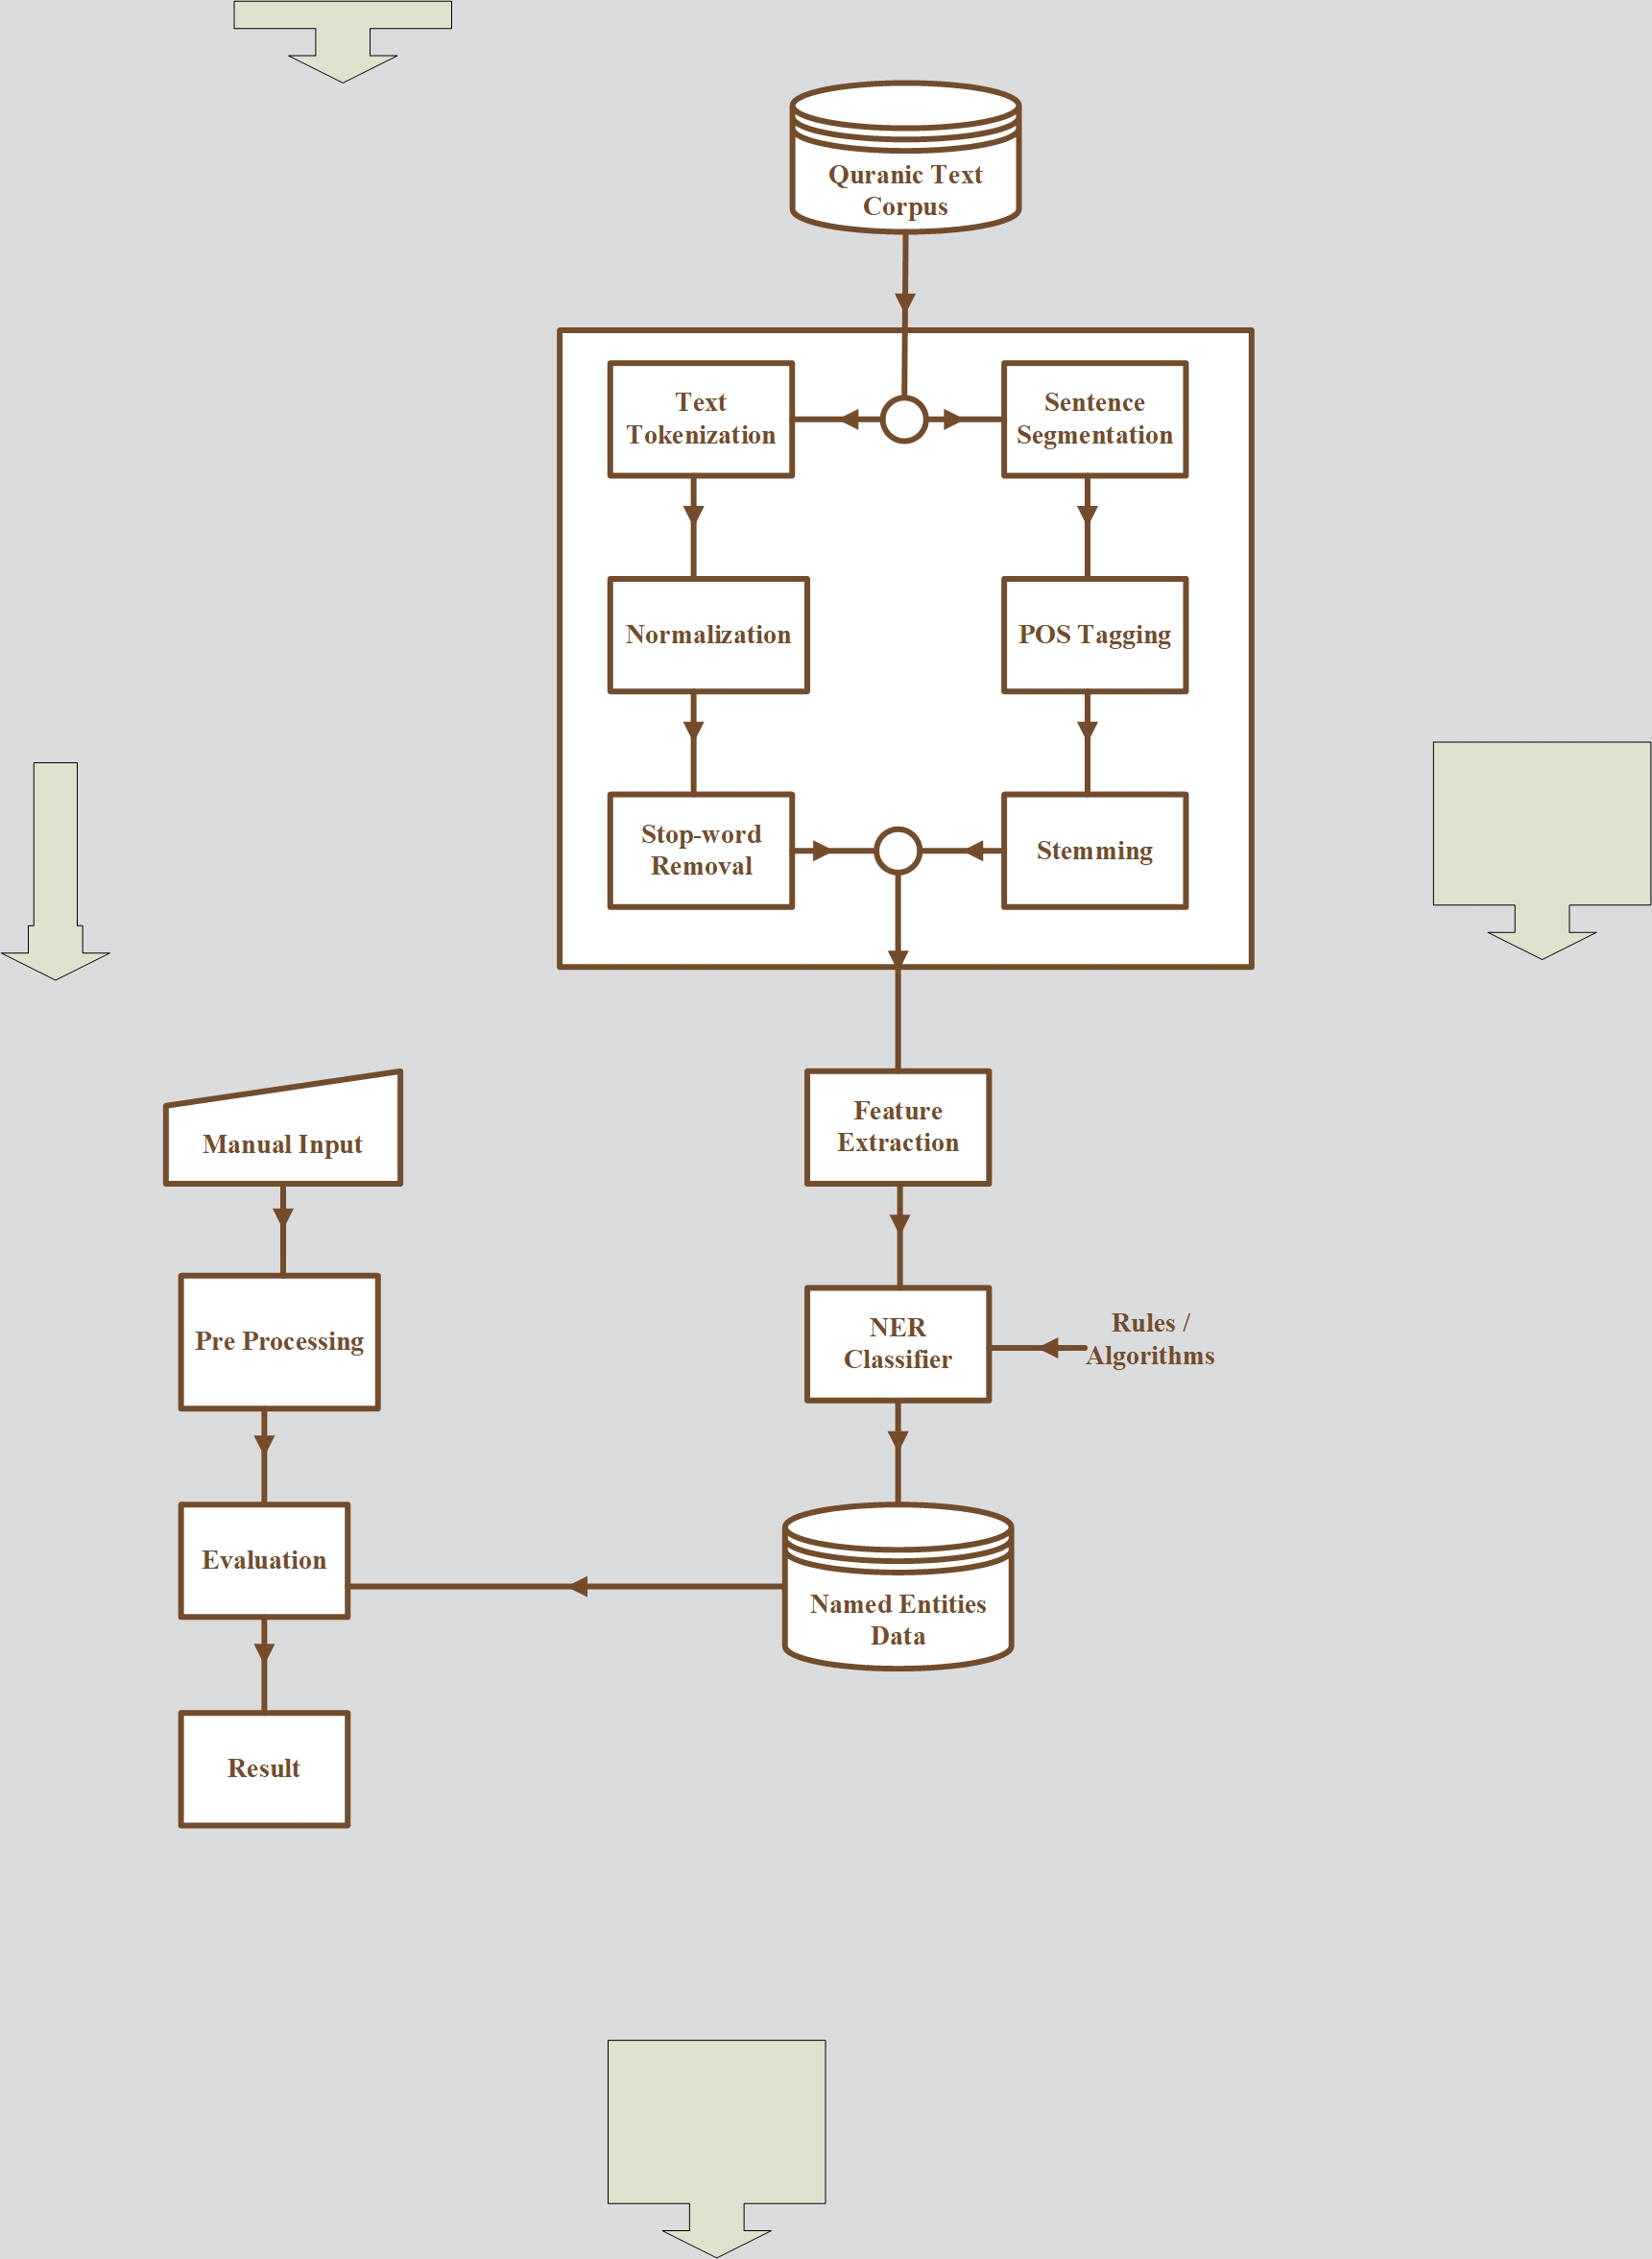 Quranic Text
Corpus
Text
Tokenization
Sentence
Segmentation
Normalization
POS Tagging
Stop-word
Removal
Stemming
Feature
Extraction
Manual Input
NER
Classifier
Rules /
Algorithms
Pre Processing
Evaluation
Named Entities
Data
Result